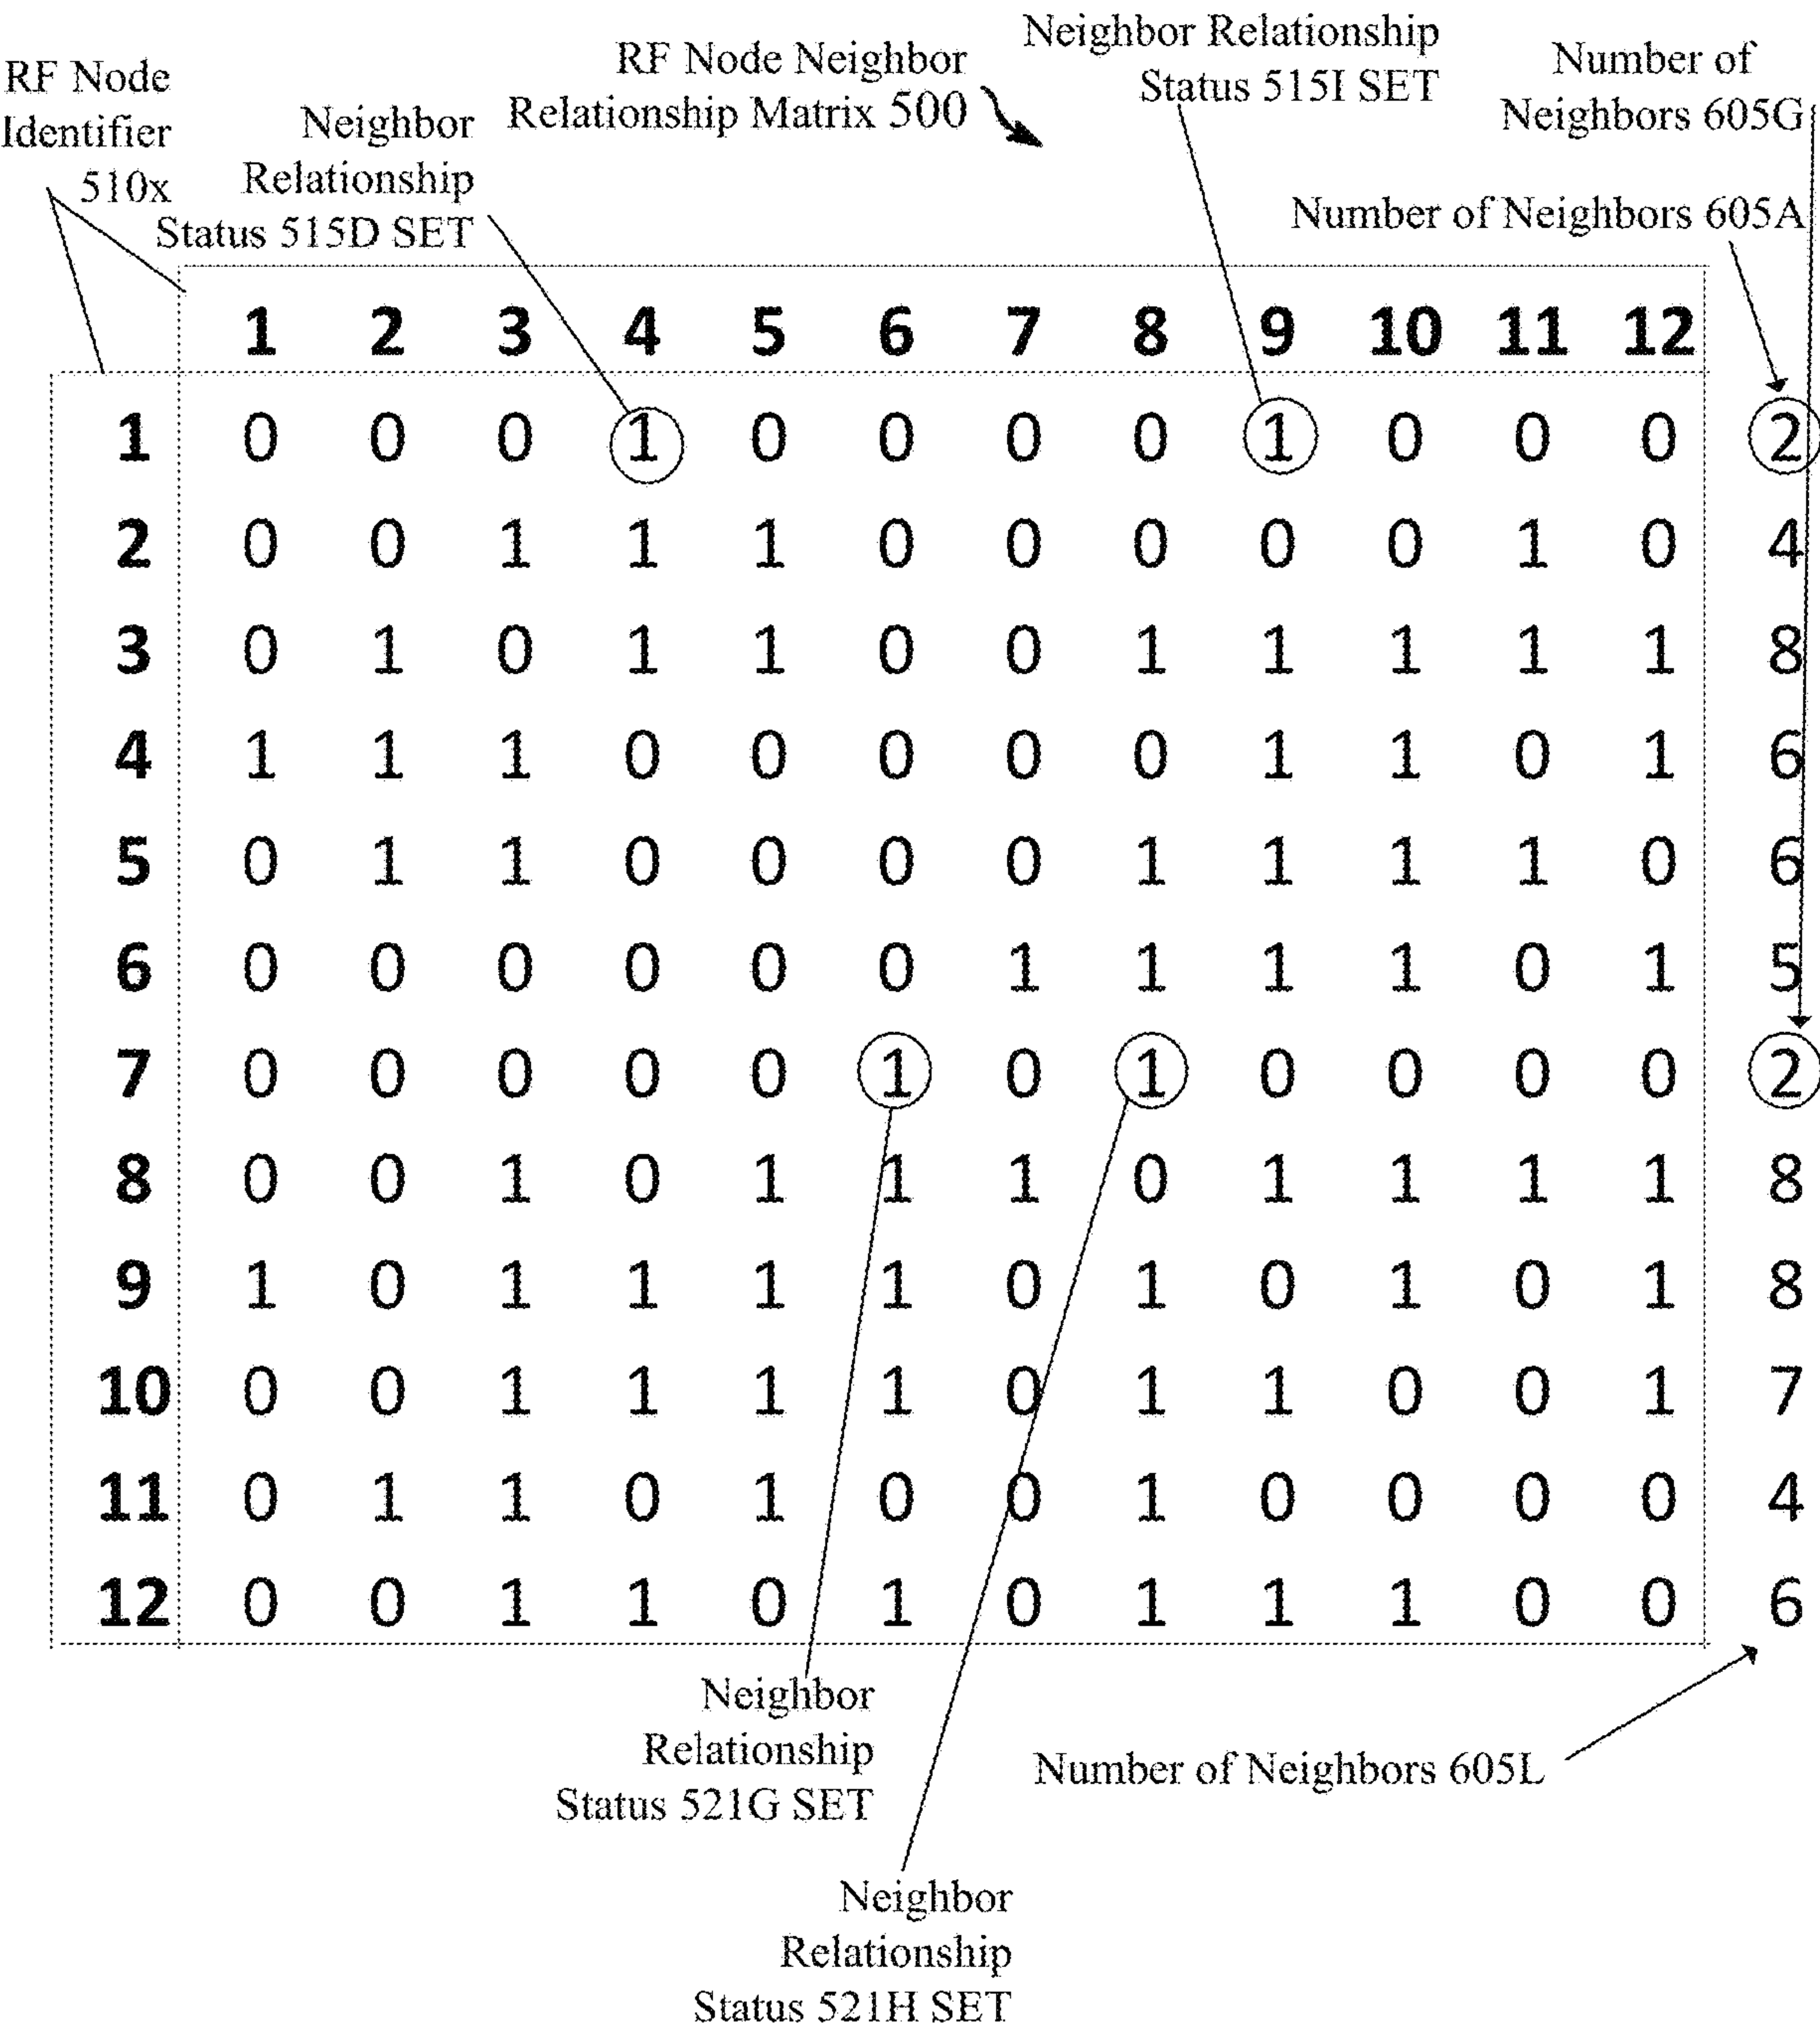 RF Node
Identifier
510x
Neighbor
Relationship
Status 515D SET
RF Node Neighbor
Relationship Matrix 500
Neighbor Relationship
Status 515I SET
Number of
Neighbors 605G
Number of Neighbors 605A
1 2 3 4 5 6 7 8 9 10 11 12
1 0 0 0 1 0 0 0 0 1 0 0 0 2
2 0 0 1 1 1 0 0 0 0 0 1 0 4
3 0 1 0 1 1 0 0 1 1 1 1 1 8
4 1 1 1 0 0 0 0 0 1 1 0 1 6
5 0 1 1 0 0 0 0 1 1 1 1 0 6
6 0 0 0 0 0 0 1 1 1 1 0 1 5
7 0 0 0 0 0 1 0 1 0 0 0 0 2
8 0 0 1 0 1 1 1 0 1 1 1 1 8
9 1 0 1 1 1 1 0 1 0 1 0 1 8
10 0 0 1 1 1 1 0 1 1 0 0 1 7
11 0 1 1 0 1 0 0 1 0 0 0 0 4
12 0 0 1 1 0 1 0 1 1 1 0 0 6
Neighbor
Relationship
Status 521G SET
Number of Neighbors 605L
Neighbor
Relationship
Status 521H SET